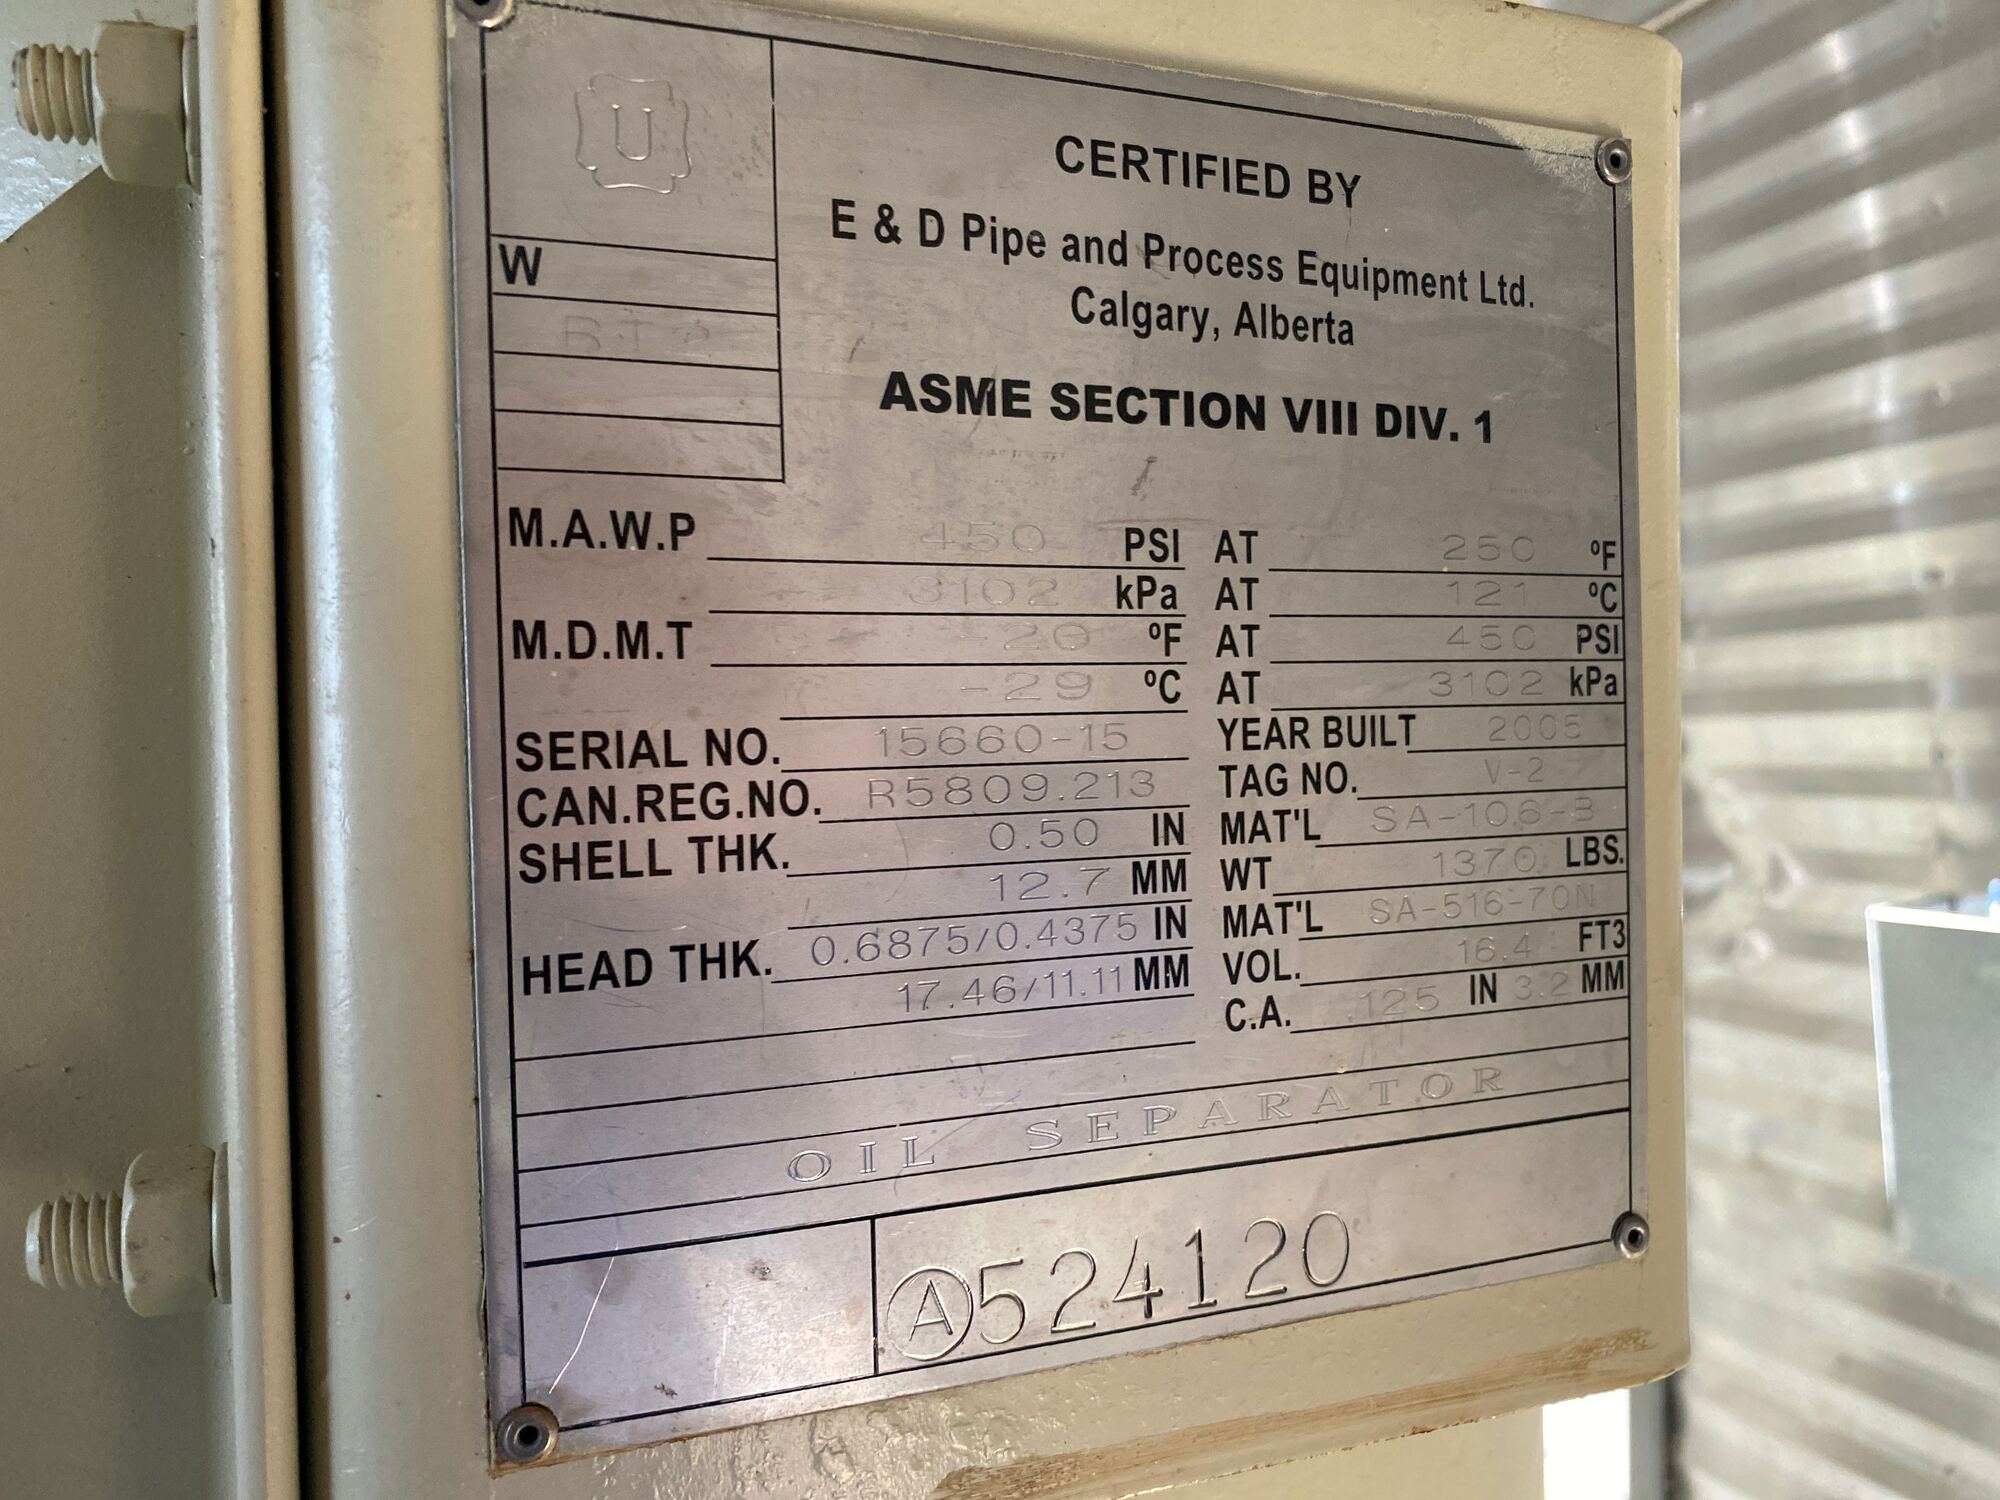 U
W
CERTIFIED BY
E & D Pipe and Process Equipment Ltd.
Calgary, Alberta
ASME SECTION VIII DIV. 1
M.A.W.P 450 PSI AT 250 ºF
3102 kPa AT 121 ºC
M.D.M.T -20 ºF AT 450 PSI
-29 ºC AT 3102 kPa
SERIAL NO. 15660-15 YEAR BUILT 2005
CAN.REG.NO. R5809.213 TAG NO. V-2
SHELL THK. 0.50 IN MAT'L SA-106-B
12.7 MM WT 1370 LBS.
HEAD THK. 0.6875/0.4375 IN MAT'L SA-516-70N
17.46/11.11 MM VOL. 16.4 FT3
C.A. .125 IN 3.2 MM
OIL SEPARATOR
A524120